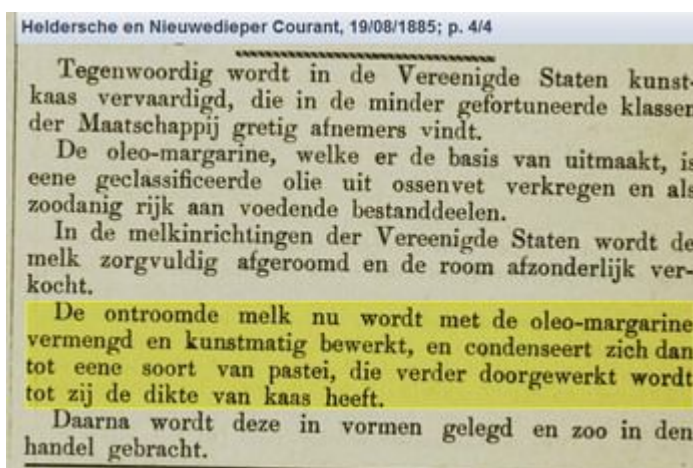 Heldersche en Nieuwedieper Courant, 19/08/1885; p. 4/4
Tegenwoordig wordt in de Vereenigde Staten kunst-
kaas vervaardigd, die in de minder gefortuneerde klassen
der Maatschappij gretig afnemers vindt.
De oleo-margarine, welke er de basis van uitmaakt, is
eene geclassificeerde olie uit ossenvet verkregen en als
zoodanig rijk aan voedende bestanddeelen.
In de melkinrichtingen der Vereenigde Staten wordt de
melk zorgvuldig afgeroomd en de room afzonderlijk ver-
kocht.
De ontroomde melk nu wordt met de oleo-margarine
vermengd en kunstmatig bewerkt, en condenseert zich dan
tot eene soort van pastei, die verder doorgewerkt wordt
tot zij de dikte van kaas heeft.
Daarna wordt deze in vormen gelegd en zoo in den
handel gebracht.